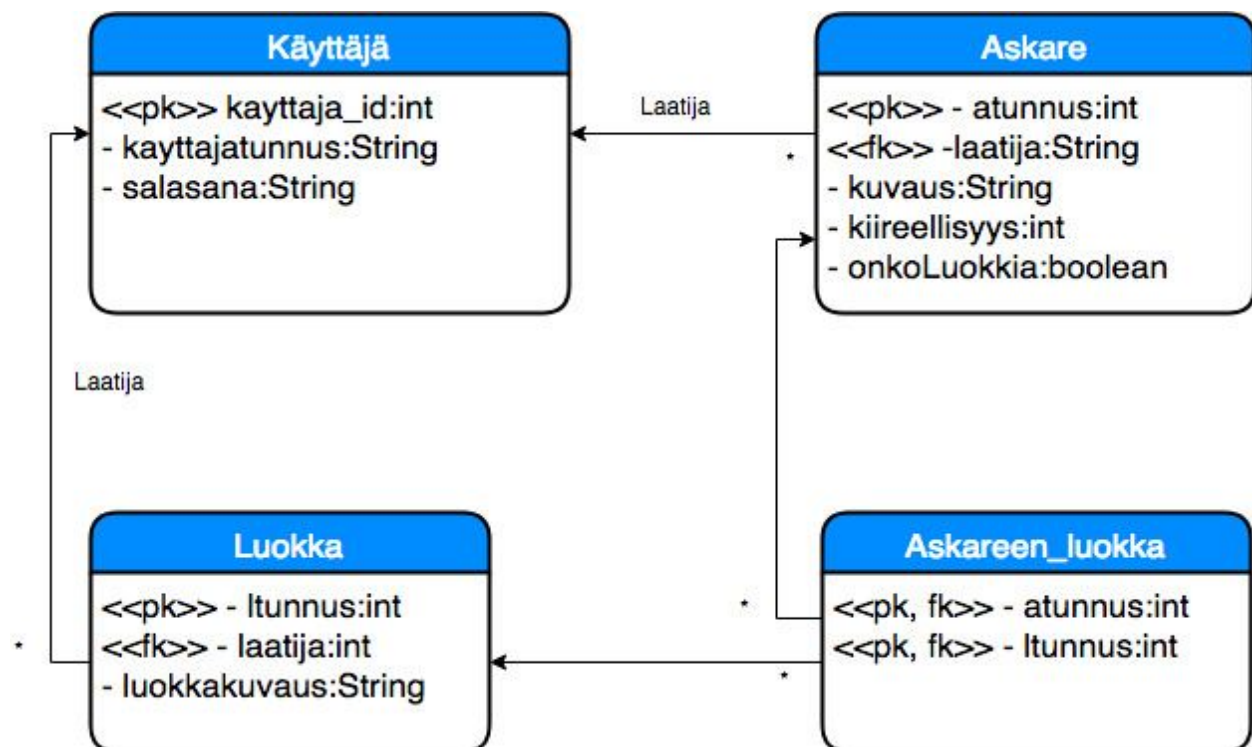 Käyttäjä
<<pk>> kayttaja_id:int
- kayttajatunnus:String
- salasana:String
Laatija
*
Askare
<<pk>> - atunnus:int
<<fk>> -laatija:String
- kuvaus:String
- kiireellisyys:int
- onkoLuokkia:boolean
Laatija
*
Luokka
<<pk>> - ltunnus:int
<<fk>> - laatija:int
- luokkakuvaus:String
*
*
Askareen_luokka
<<pk, fk>> - atunnus:int
<<pk, fk>> - ltunnus:int